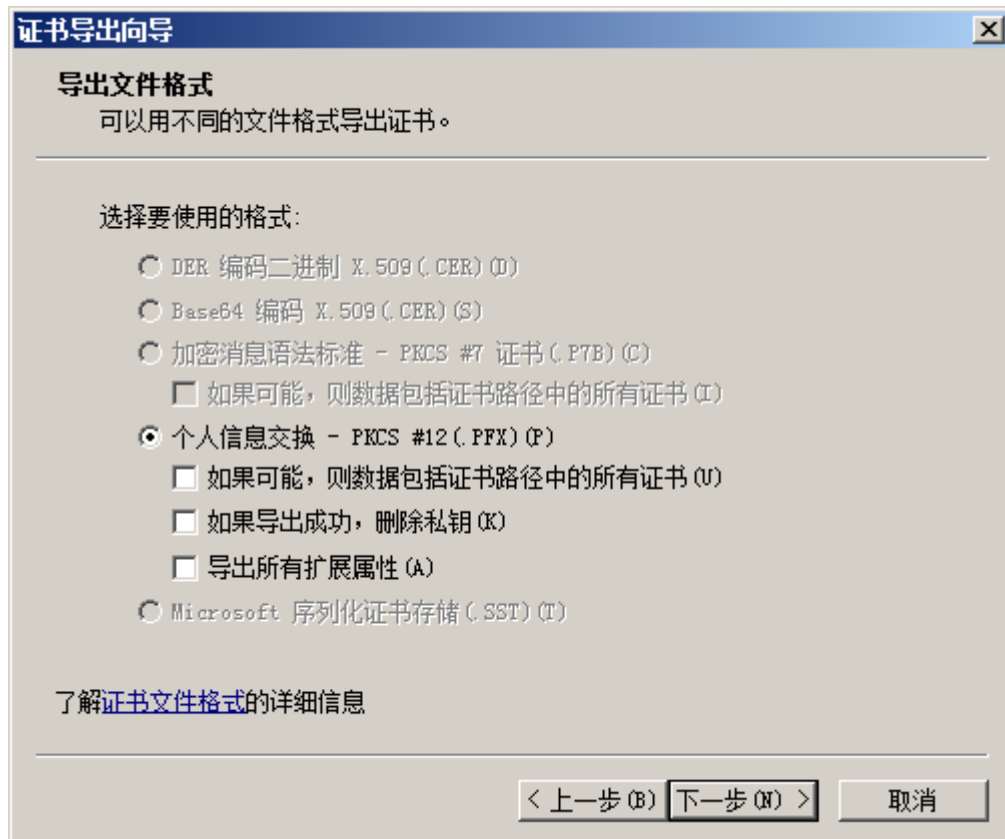 证书导出向导
导出文件格式
可以用不同的文件格式导出证书。
选择要使用的格式:
DER 编码二进制 X.509(.CER)(D)
Base64 编码 X.509(.CER)(S)
加密消息语法标准 - PKCS #7 证书(.P7B)(C)
如果可能，则数据包括证书路径中的所有证书(I)
个人信息交换 - PKCS #12(.PFX)(P)
如果可能，则数据包括证书路径中的所有证书(U)
如果导出成功，删除私钥(K)
导出所有扩展属性(A)
Microsoft 序列化证书存储(.SST)(T)
了解证书文件格式的详细信息
< 上一步(B) 下一步(N) > 取消